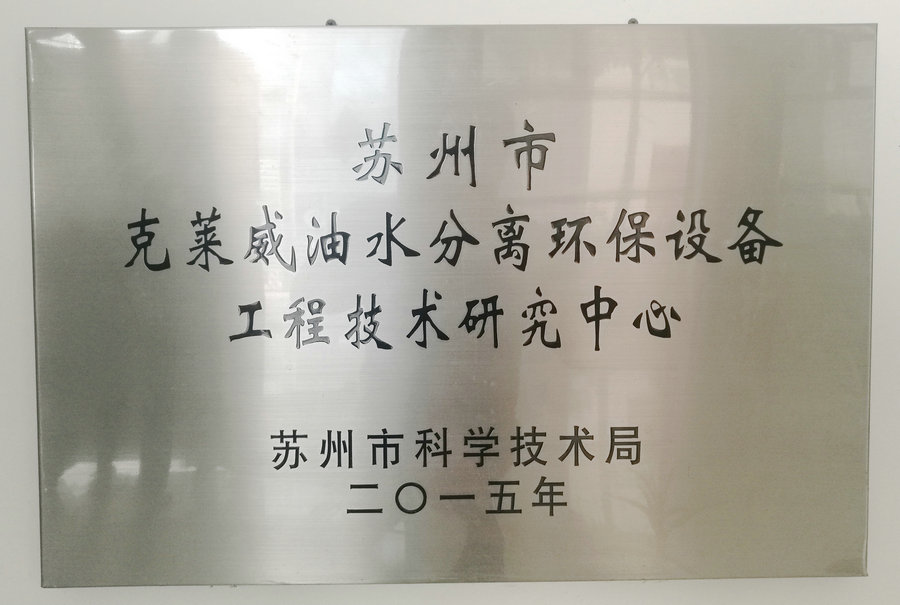 苏州市
克莱威油水分离环保设备
工程技术研究中心
苏州市科学技术局
二〇一五年